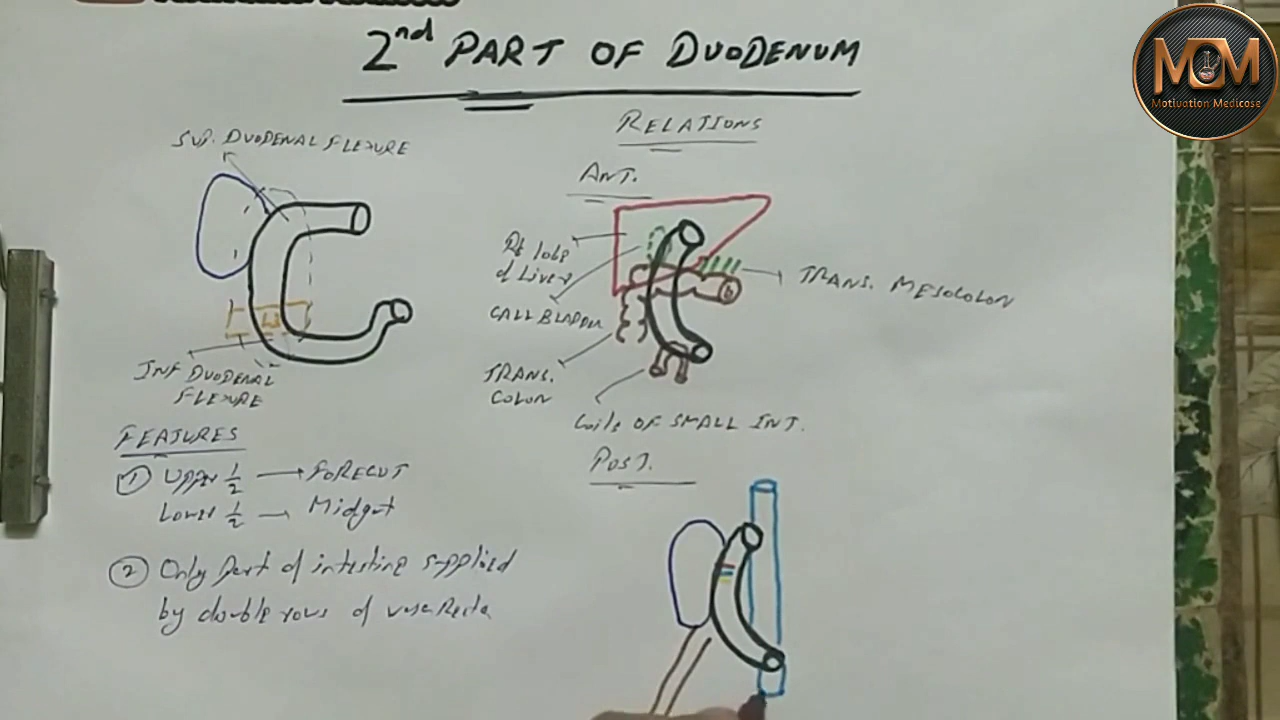 2nd PART OF DUODENUM
MOM
Motivation Medicose
SUP. DUODENAL FLEXURE
L3
INF DUODENAL
FLEXURE
FEATURES
① Upper 1/2 → FOREGUT
Lower 1/2 → Midgut
② Only part of intestine supplied
by double rows of vasa Recta
RELATIONS
ANT.
Rt lobe
of Liver
GALL BLADDER
TRANS.
COLON
TRANS. MESOCOLON
Coils OF SMALL INT.
POST.